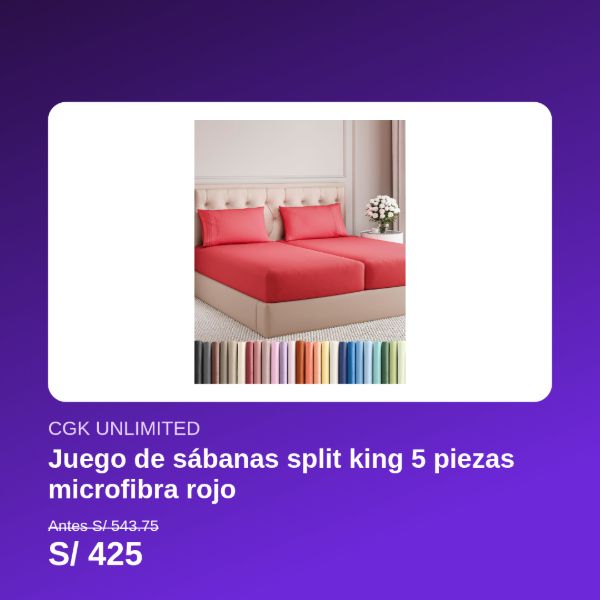 CGK UNLIMITED
Juego de sábanas split king 5 piezas
microfibra rojo
Antes S/ 543.75
S/ 425